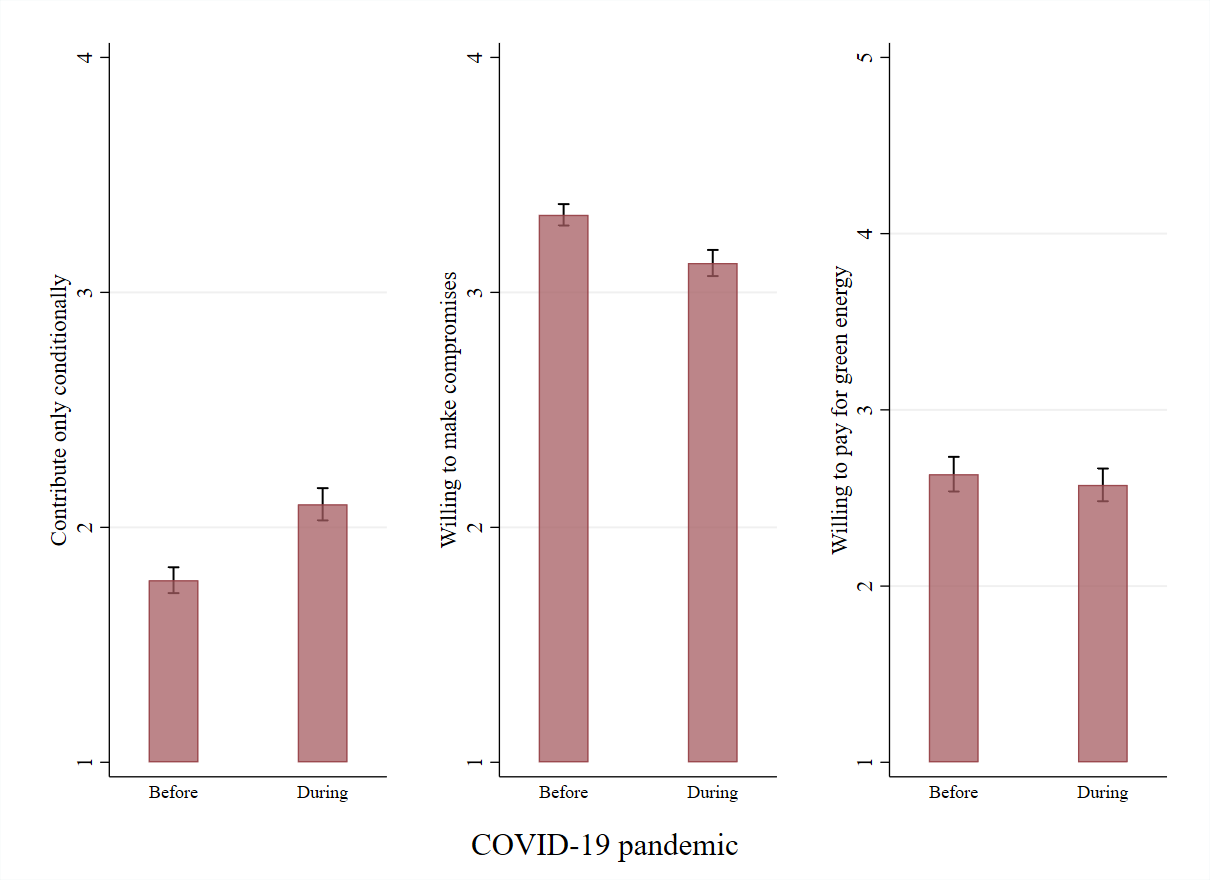 Contribute only conditionally
4
3
2
1
Before During
Willing to make compromises
4
3
2
1
Before During
Willing to pay for green energy
5
4
3
2
1
Before During
COVID-19 pandemic